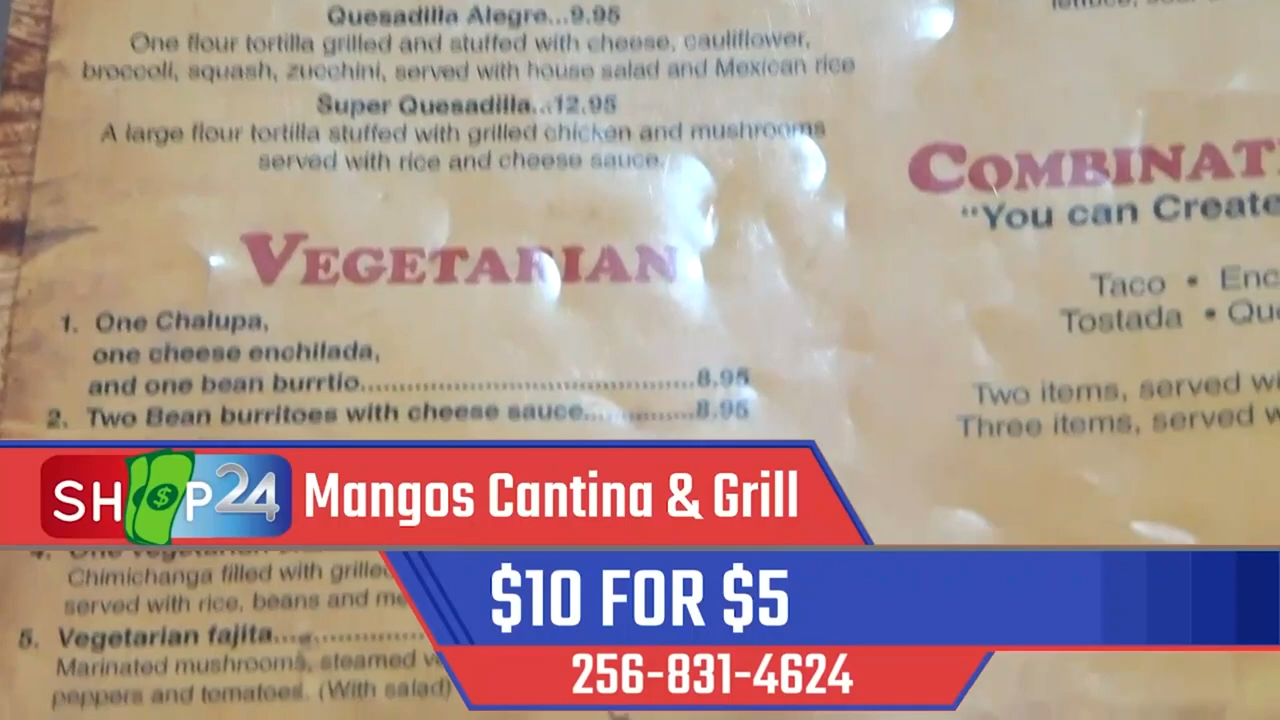 Quesadilla Alegre...9.95
One flour tortilla grilled and stuffed with cheese, cauliflower,
broccoli, squash, zucchini, served with house salad and Mexican rice
Super Quesadilla...12.95
A large flour tortilla stuffed with grilled chicken and mushrooms
served with rice and cheese sauce.
VEGETARIAN
1. One Chalupa,
one cheese enchilada,
and one bean burrtio...............................................8.95
2. Two Bean burritoes with cheese sauce................8.95
4. One vegetarian
Chimichanga filled with grilled
served with rice, beans and
5. Vegetarian fajita....................
Marinated mushrooms, steamed
peppers and tomatoes. (With salad)
COMBINAT
"You can Create
Taco • Enc
Tostada • Que
Two items, served wi
Three items, served w
SHOP24 Mangos Cantina & Grill
$10 FOR $5
256-831-4624